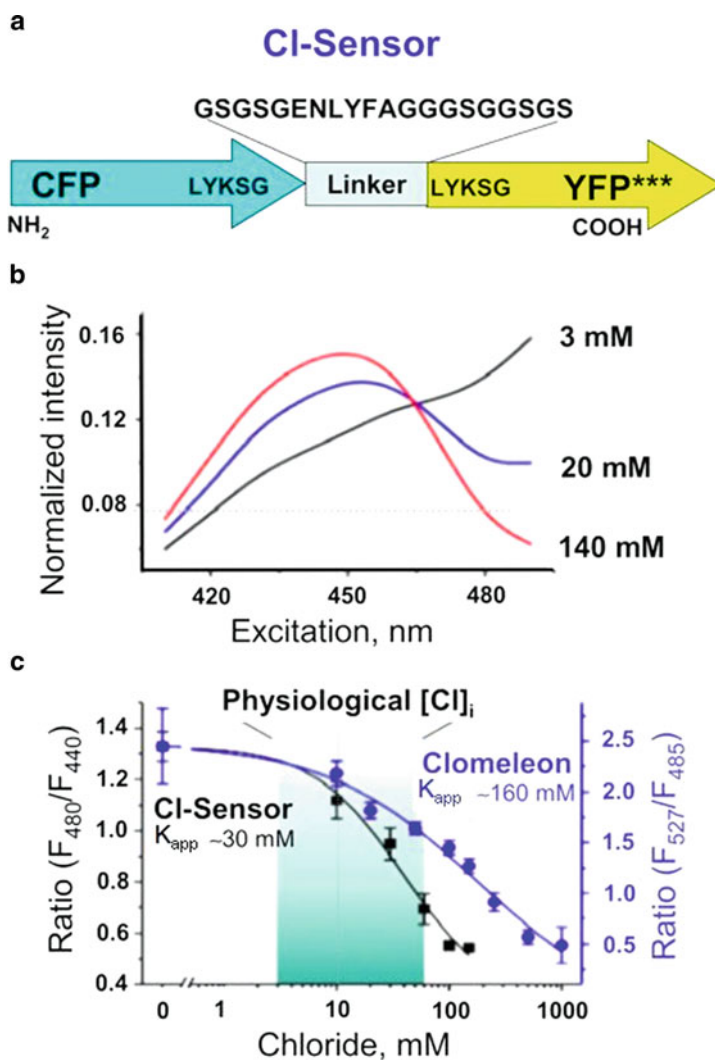 a
Cl-Sensor
GSGSGENLYFAGGGSGGSGS
CFP LYKSG Linker LYKSG YFP***
NH2 COOH
b
Normalized intensity
0.16
0.12
0.08
3 mM
20 mM
140 mM
420 450 480
Excitation, nm
c
Ratio (F480/F440)
1.4
1.2
1.0
0.8
0.6
0.4
Physiological [Cl]i
Cl-Sensor
Kapp ~30 mM
Clomeleon
Kapp ~160 mM
2.5
2.0
1.5
1.0
0.5
Ratio (F527/F485)
0 1 10 100 1000
Chloride, mM